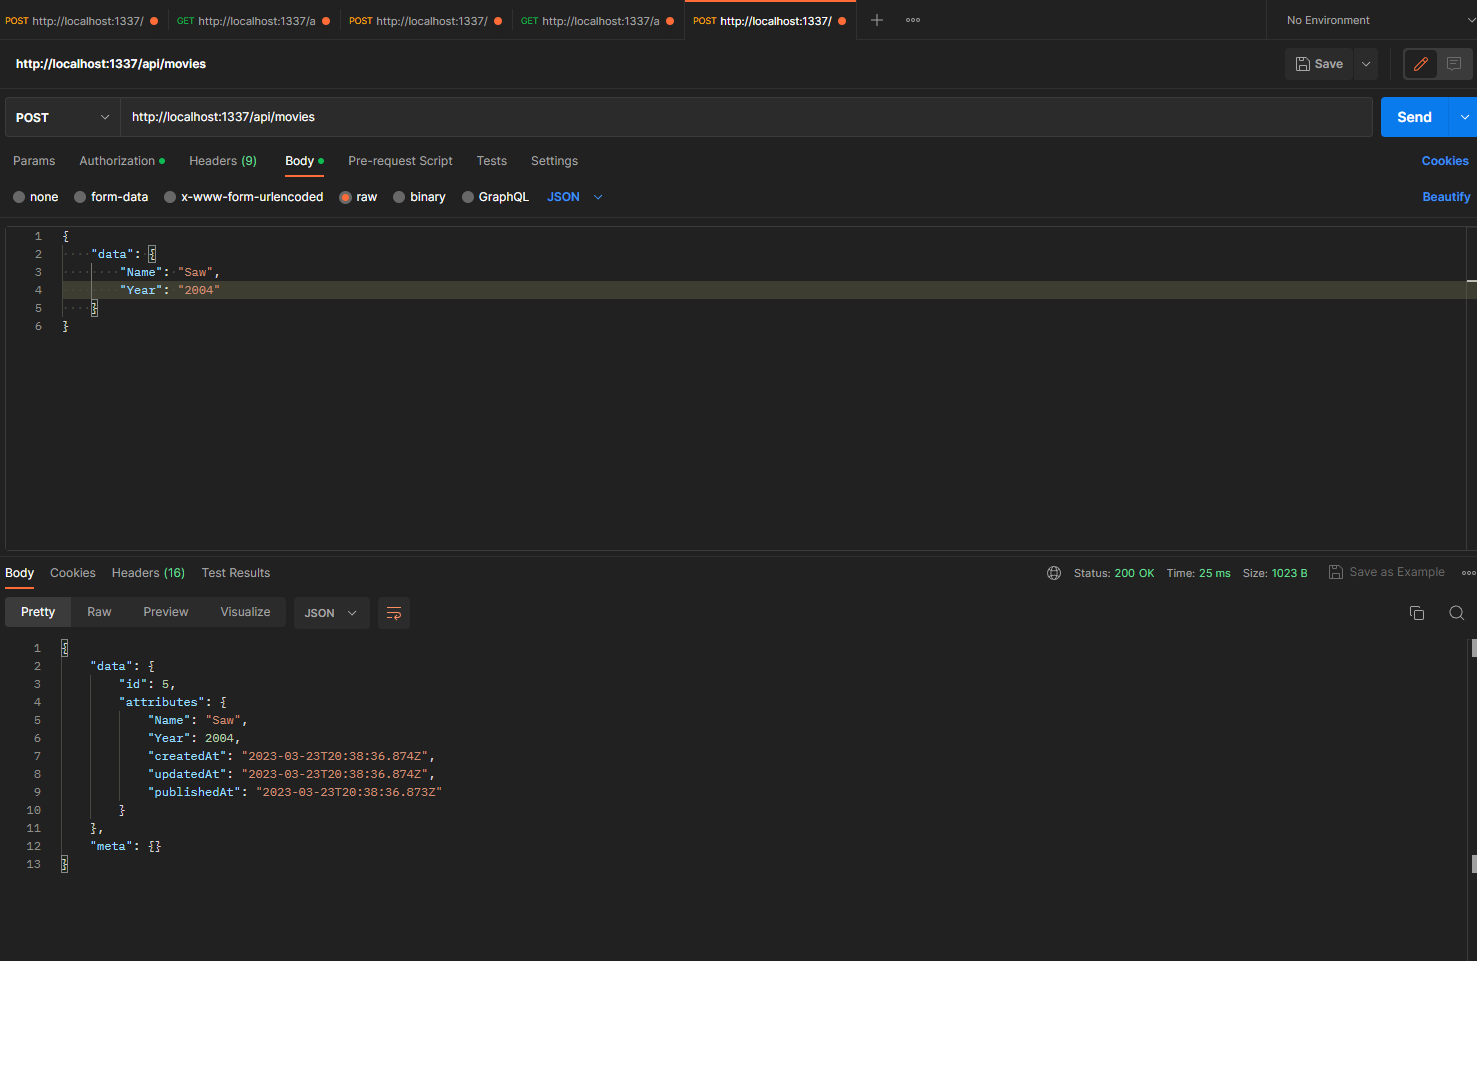 POST http://localhost:1337/ GET http://localhost:1337/a POST http://localhost:1337/ GET http://localhost:1337/a POST http://localhost:1337/ No Environment
http://localhost:1337/api/movies Save
POST http://localhost:1337/api/movies Send
Params Authorization Headers (9) Body Pre-request Script Tests Settings Cookies
none form-data x-www-form-urlencoded raw binary GraphQL JSON Beautify
1 {
2 "data": {
3 "Name": "Saw",
4 "Year": "2004"
5 }
6 }
Body Cookies Headers (16) Test Results Status: 200 OK Time: 25 ms Size: 1023 B Save as Example
Pretty Raw Preview Visualize JSON
1 {
2 "data": {
3 "id": 5,
4 "attributes": {
5 "Name": "Saw",
6 "Year": 2004,
7 "createdAt": "2023-03-23T20:38:36.874Z",
8 "updatedAt": "2023-03-23T20:38:36.874Z",
9 "publishedAt": "2023-03-23T20:38:36.873Z"
10 }
11 },
12 "meta": {}
13 }